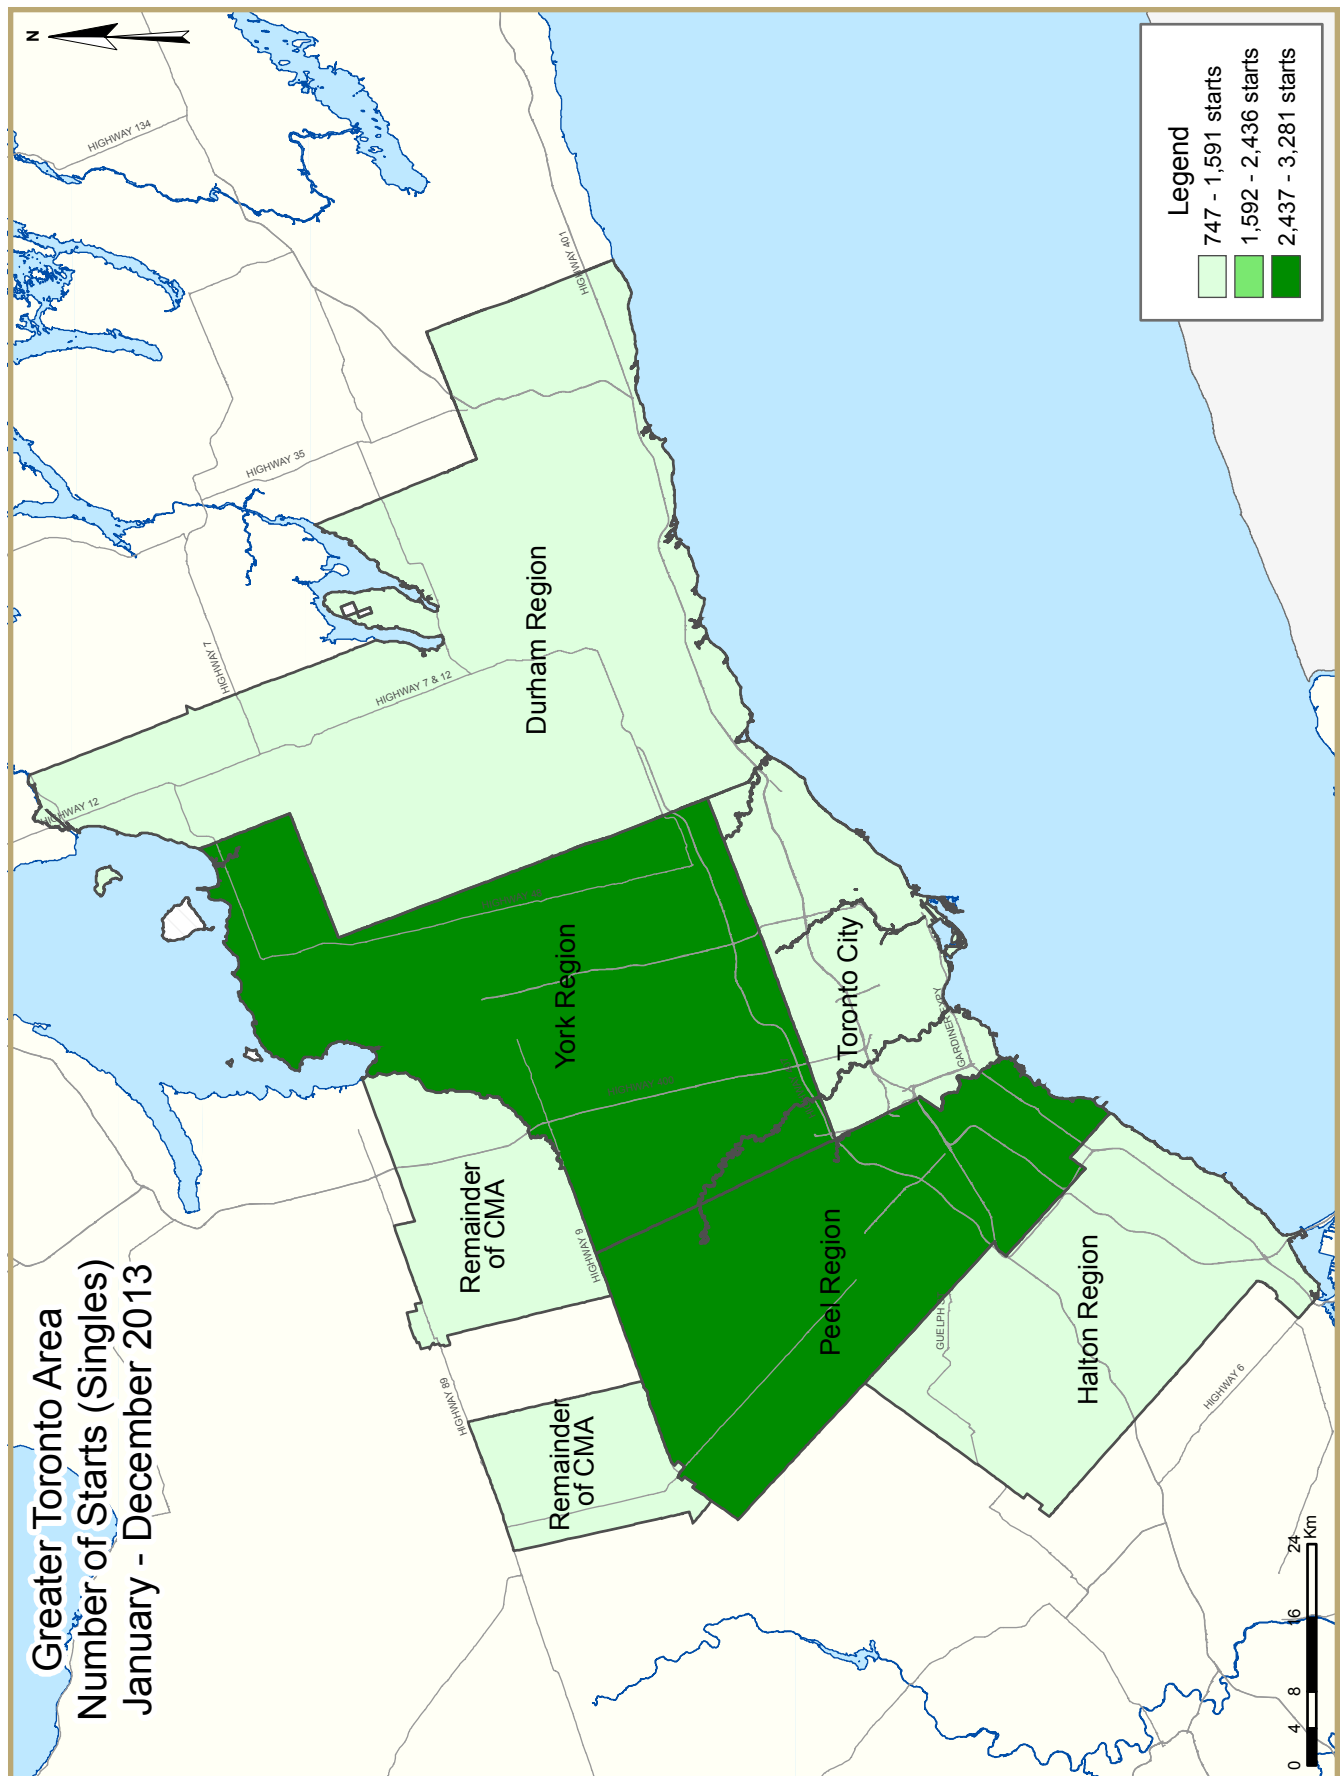 Greater Toronto Area
Number of Starts (Singles)
January - December 2013
N
HIGHWAY 134
HIGHWAY 401
HIGHWAY 35
HIGHWAY 7
HIGHWAY 7 & 12
HIGHWAY 12
Durham Region
York Region
Toronto City
GARDINER EXPY
Remainder
of CMA
HIGHWAY 9
HIGHWAY 89
Remainder
of CMA
Peel Region
GUELPH
Halton Region
HIGHWAY 6
Legend
747 - 1,591 starts
1,592 - 2,436 starts
2,437 - 3,281 starts
0 4 8 16 24
Km